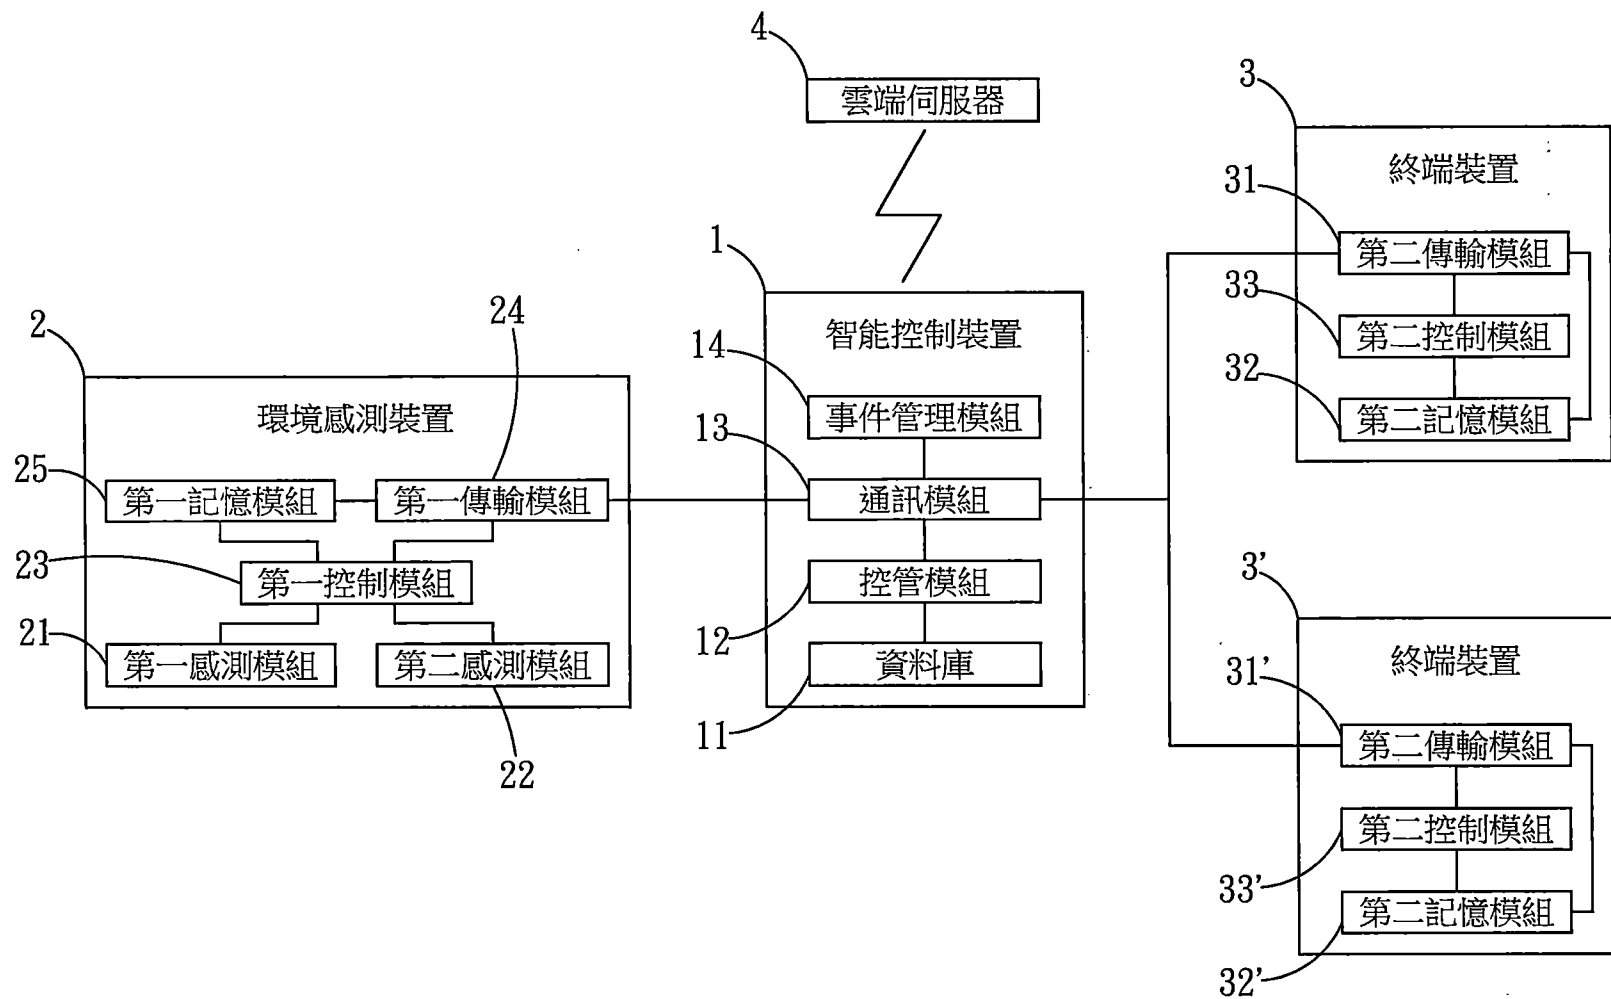 4
雲端伺服器
3
終端裝置
31
第二傳輸模組
33
第二控制模組
32
第二記憶模組
1
智能控制裝置
14
事件管理模組
13
通訊模組
12
控管模組
11
資料庫
2
環境感測裝置
24
25
第一記憶模組
第一傳輸模組
23
第一控制模組
21
第一感測模組
第二感測模組
22
3'
終端裝置
31'
第二傳輸模組
33'
第二控制模組
32'
第二記憶模組